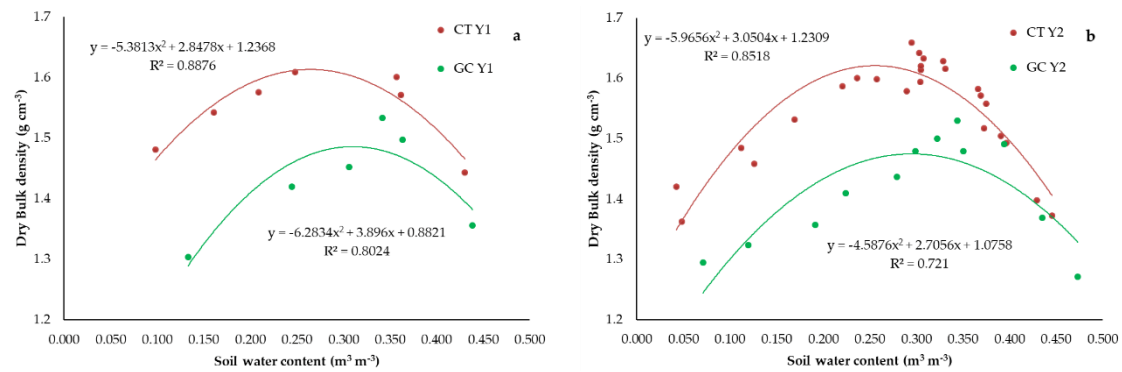 1.7
1.6
1.5
1.4
1.3
1.2
Dry Bulk density (g cm⁻³)
y = -5.3813x² + 2.8478x + 1.2368
R² = 0.8876
CT Y1
GC Y1
a
y = -6.2834x² + 3.896x + 0.8821
R² = 0.8024
0.000 0.050 0.100 0.150 0.200 0.250 0.300 0.350 0.400 0.450 0.500
Soil water content (m³ m⁻³)
1.7
1.6
1.5
1.4
1.3
1.2
Dry Bulk density (g cm⁻³)
y = -5.9656x² + 3.0504x + 1.2309
R² = 0.8518
CT Y2
GC Y2
b
y = -4.5876x² + 2.7056x + 1.0758
R² = 0.721
0.000 0.050 0.100 0.150 0.200 0.250 0.300 0.350 0.400 0.450 0.500
Soil water content (m³ m⁻³)